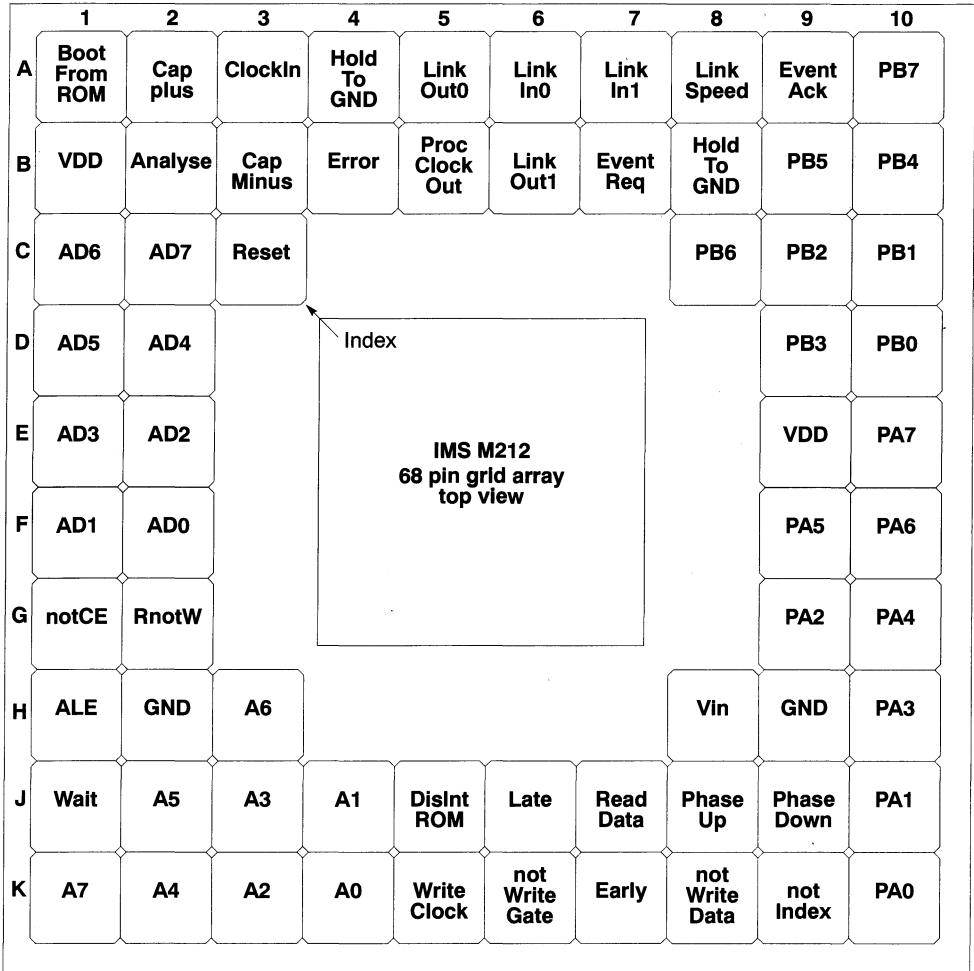 1 2 3 4 5 6 7 8 9 10
A Boot From ROM Cap plus ClockIn Hold To GND Link Out0 Link In0 Link In1 Link Speed Event Ack PB7
B VDD Analyse Cap Minus Error Proc Clock Out Link Out1 Event Req Hold To GND PB5 PB4
C AD6 AD7 Reset PB6 PB2 PB1
Index
D AD5 AD4 PB3 PB0
E AD3 AD2 VDD PA7
IMS M212
68 pin grid array
top view
F AD1 AD0 PA5 PA6
G notCE RnotW PA2 PA4
H ALE GND A6 Vin GND PA3
J Wait A5 A3 A1 DisInt ROM Late Read Data Phase Up Phase Down PA1
K A7 A4 A2 A0 Write Clock not Write Gate Early not Write Data not Index PA0